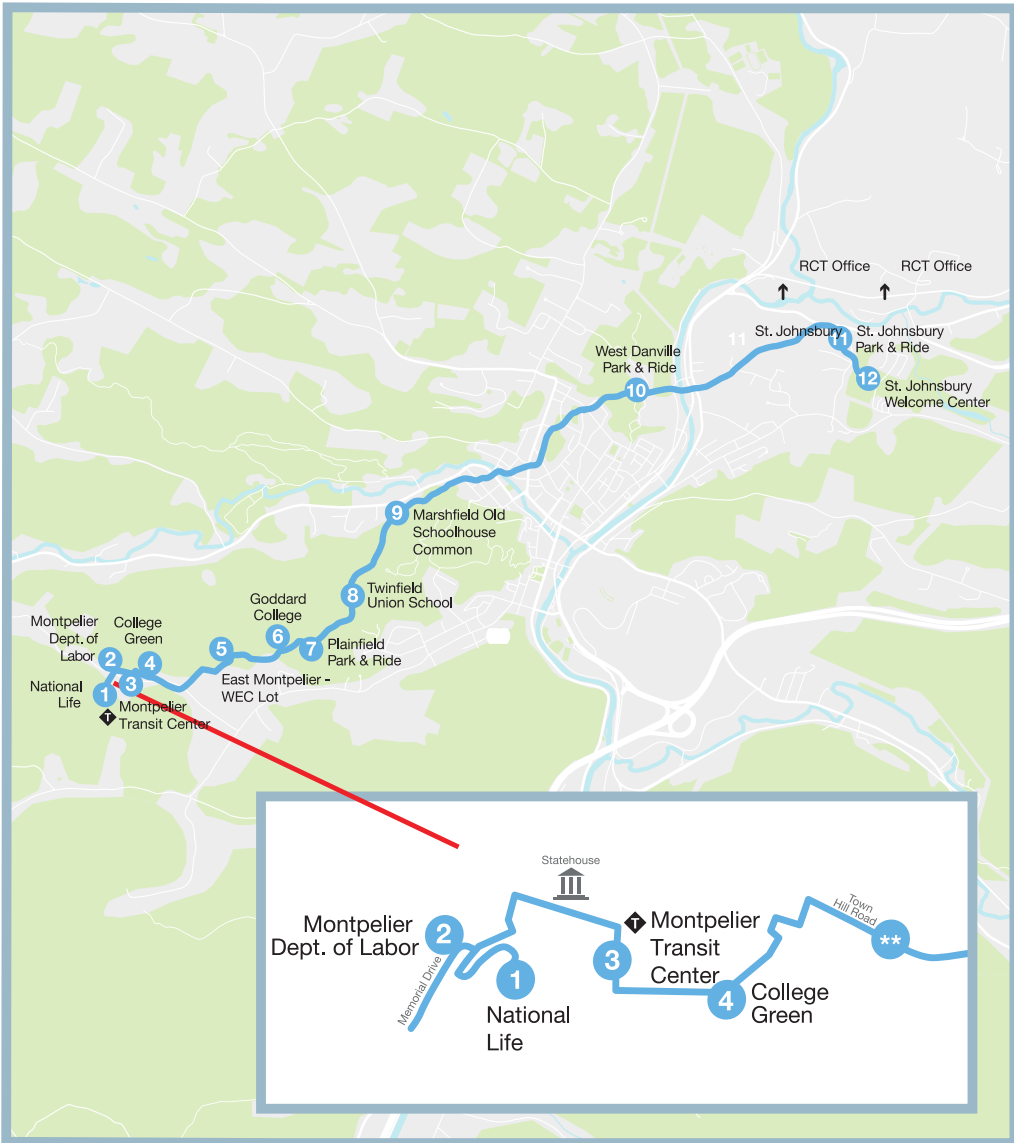 RCT Office
RCT Office
11
St. Johnsbury
11
St. Johnsbury
Park & Ride
West Danville
Park & Ride
10
12
St. Johnsbury
Welcome Center
9
Marshfield Old
Schoolhouse
Common
8
Twinfield
Union School
Goddard
College
Montpelier
Dept. of
Labor
College
Green
2
4
5
6
7
Plainfield
Park & Ride
East Montpelier -
WEC Lot
National
Life
1
3
Montpelier
Transit Center
T
Statehouse
Town
Hill Road
Montpelier
Dept. of Labor
2
T
Montpelier
Transit
Center
3
**
Memorial Drive
1
National
Life
4
College
Green